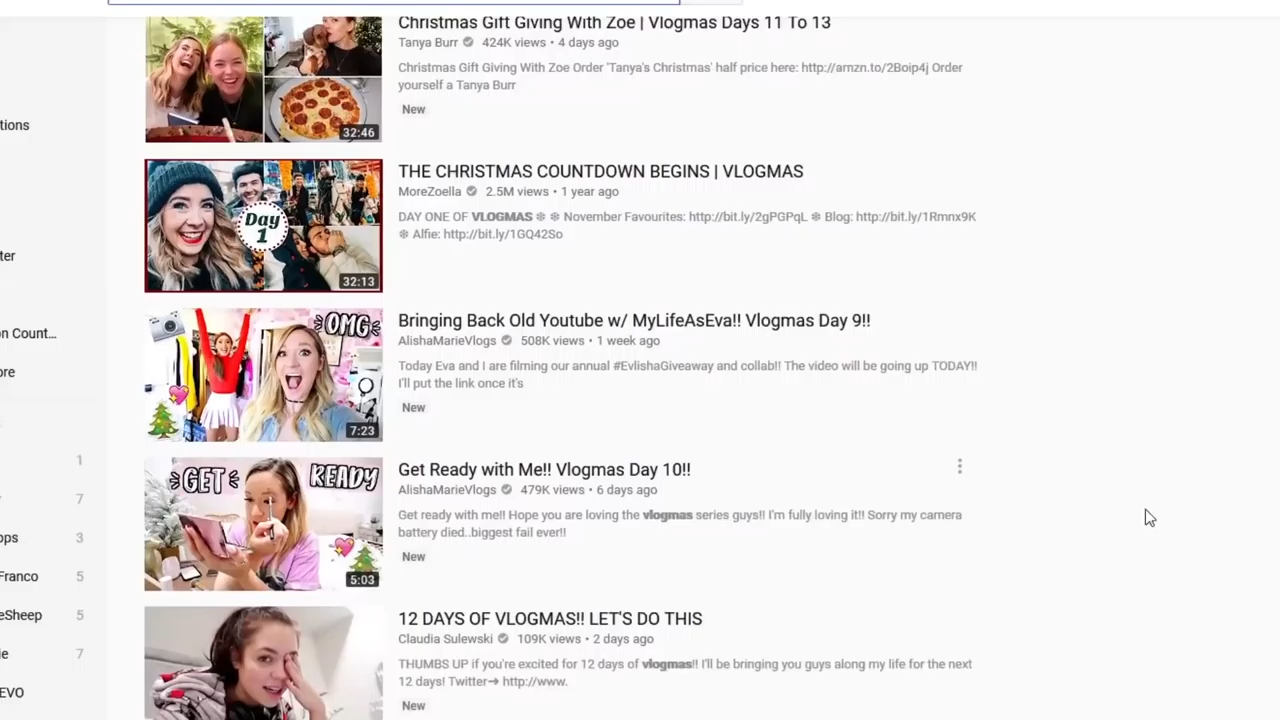 Christmas Gift Giving With Zoe | Vlogmas Days 11 To 13
Tanya Burr 424K views • 4 days ago
Christmas Gift Giving With Zoe Order 'Tanya's Christmas' half price here: http://amzn.to/2Boip4j Order
yourself a Tanya Burr
New
32:46
tions
THE CHRISTMAS COUNTDOWN BEGINS | VLOGMAS
MoreZoella 2.5M views • 1 year ago
DAY ONE OF VLOGMAS ❄ ❄ November Favourites: http://bit.ly/2gPGPqL ❄ Blog: http://bit.ly/1Rmnx9K
❄ Alfie: http://bit.ly/1GQ42So
Day
1
32:13
ter
Bringing Back Old Youtube w/ MyLifeAsEva!! Vlogmas Day 9!!
AlishaMarieVlogs 508K views • 1 week ago
Today Eva and I are filming our annual #EvlishaGiveaway and collab!! The video will be going up TODAY!!
I'll put the link once it's
New
OMG
7:23
on Count...
ore
1
Get Ready with Me!! Vlogmas Day 10!!
AlishaMarieVlogs 479K views • 6 days ago
Get ready with me!! Hope you are loving the vlogmas series guys!! I'm fully loving it!! Sorry my camera
battery died..biggest fail ever!!
New
GET READY
5:03
7
ops 3
Franco 5
12 DAYS OF VLOGMAS!! LET'S DO THIS
Claudia Sulewski 109K views • 2 days ago
THUMBS UP if you're excited for 12 days of vlogmas!! I'll be bringing you guys along my life for the next
12 days! Twitter➔ http://www.
New
eSheep 5
ie 7
EVO